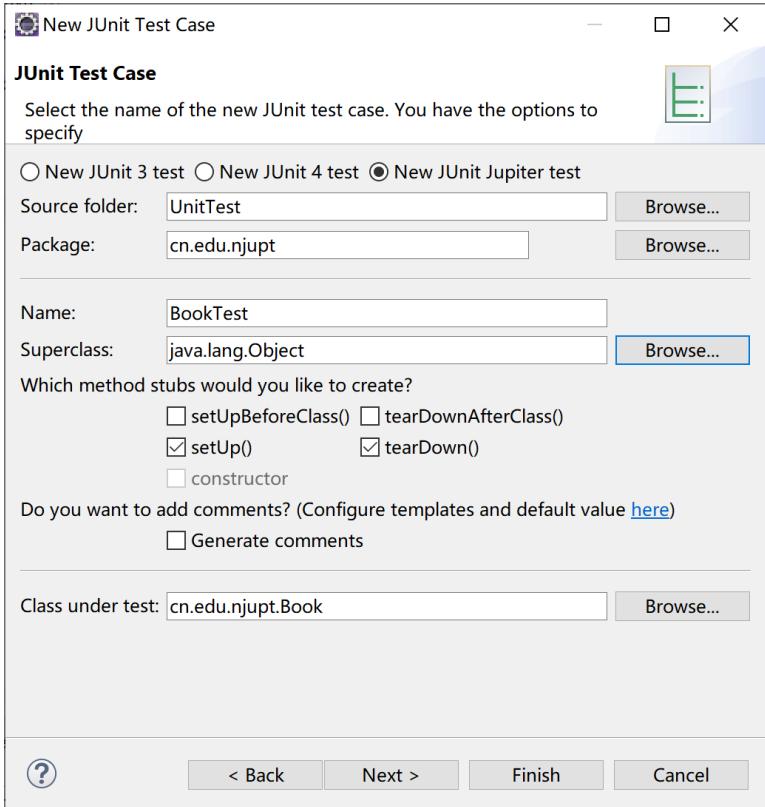 New JUnit Test Case
JUnit Test Case
Select the name of the new JUnit test case. You have the options to
specify
New JUnit 3 test New JUnit 4 test New JUnit Jupiter test
Source folder: UnitTest Browse...
Package: cn.edu.njupt Browse...
Name: BookTest
Superclass: java.lang.Object Browse...
Which method stubs would you like to create?
setUpBeforeClass() tearDownAfterClass()
setUp() tearDown()
constructor
Do you want to add comments? (Configure templates and default value here)
Generate comments
Class under test: cn.edu.njupt.Book Browse...
? < Back Next > Finish Cancel